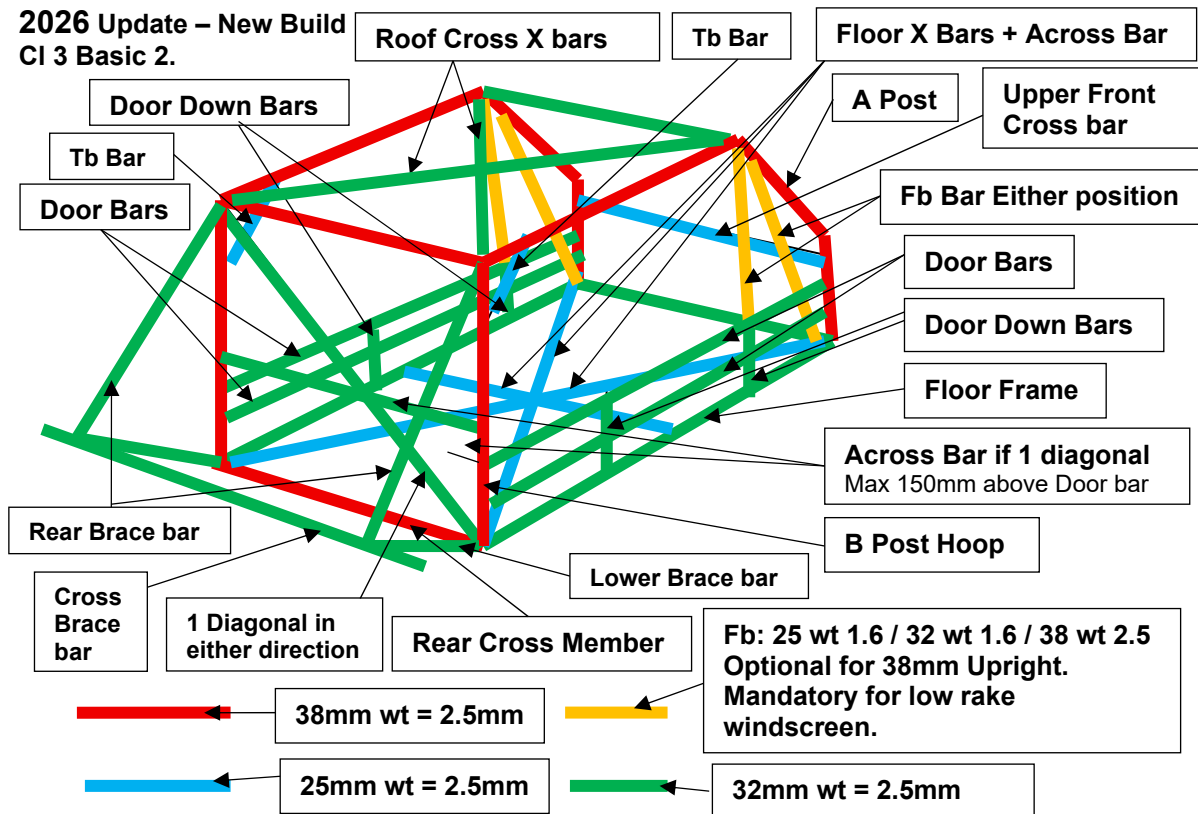 2026 Update – New Build
Cl 3 Basic 2.
Roof Cross X bars
Tb Bar
Floor X Bars + Across Bar
Door Down Bars
A Post
Upper Front
Cross bar
Tb Bar
Door Bars
Fb Bar Either position
Door Bars
Door Down Bars
Floor Frame
Across Bar if 1 diagonal
Max 150mm above Door bar
Rear Brace bar
B Post Hoop
Lower Brace bar
Cross
Brace
bar
1 Diagonal in
either direction
Rear Cross Member
Fb: 25 wt 1.6 / 32 wt 1.6 / 38 wt 2.5
Optional for 38mm Upright.
Mandatory for low rake
windscreen.
38mm wt = 2.5mm
25mm wt = 2.5mm
32mm wt = 2.5mm